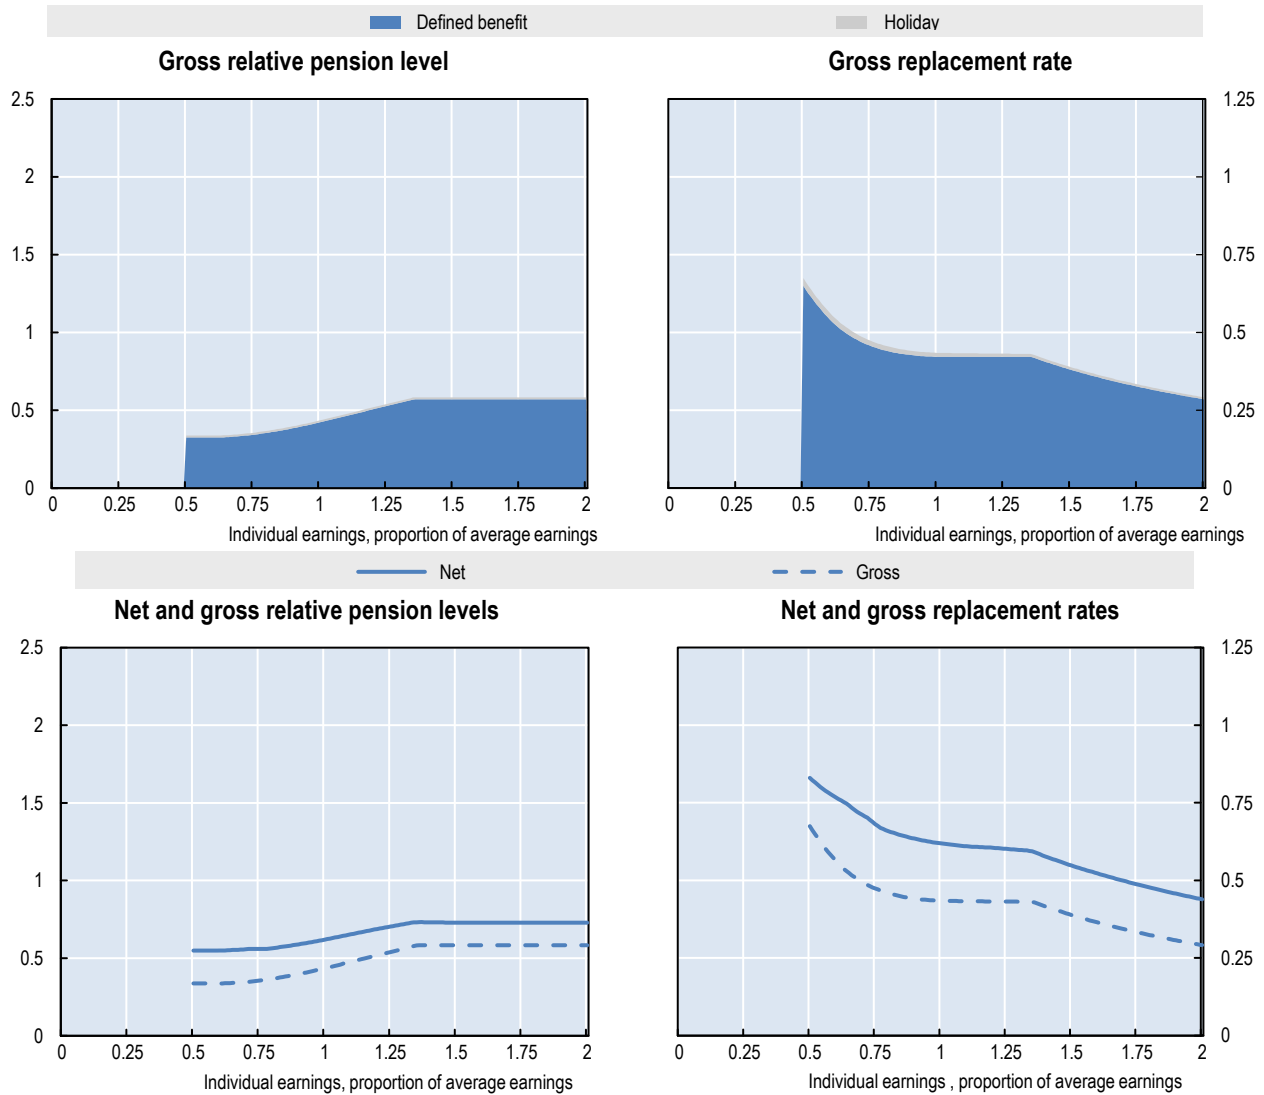 Defined benefit Holiday
Gross relative pension level Gross replacement rate
2.5 1.25
2 1
1.5 0.75
1 0.5
0.5 0.25
0 0
0 0.25 0.5 0.75 1 1.25 1.5 1.75 2 0 0.25 0.5 0.75 1 1.25 1.5 1.75 2
Individual earnings, proportion of average earnings Individual earnings, proportion of average earnings
Net Gross
Net and gross relative pension levels Net and gross replacement rates
2.5 1.25
2 1
1.5 0.75
1 0.5
0.5 0.25
0 0
0 0.25 0.5 0.75 1 1.25 1.5 1.75 2 0 0.25 0.5 0.75 1 1.25 1.5 1.75 2
Individual earnings, proportion of average earnings Individual earnings , proportion of average earnings